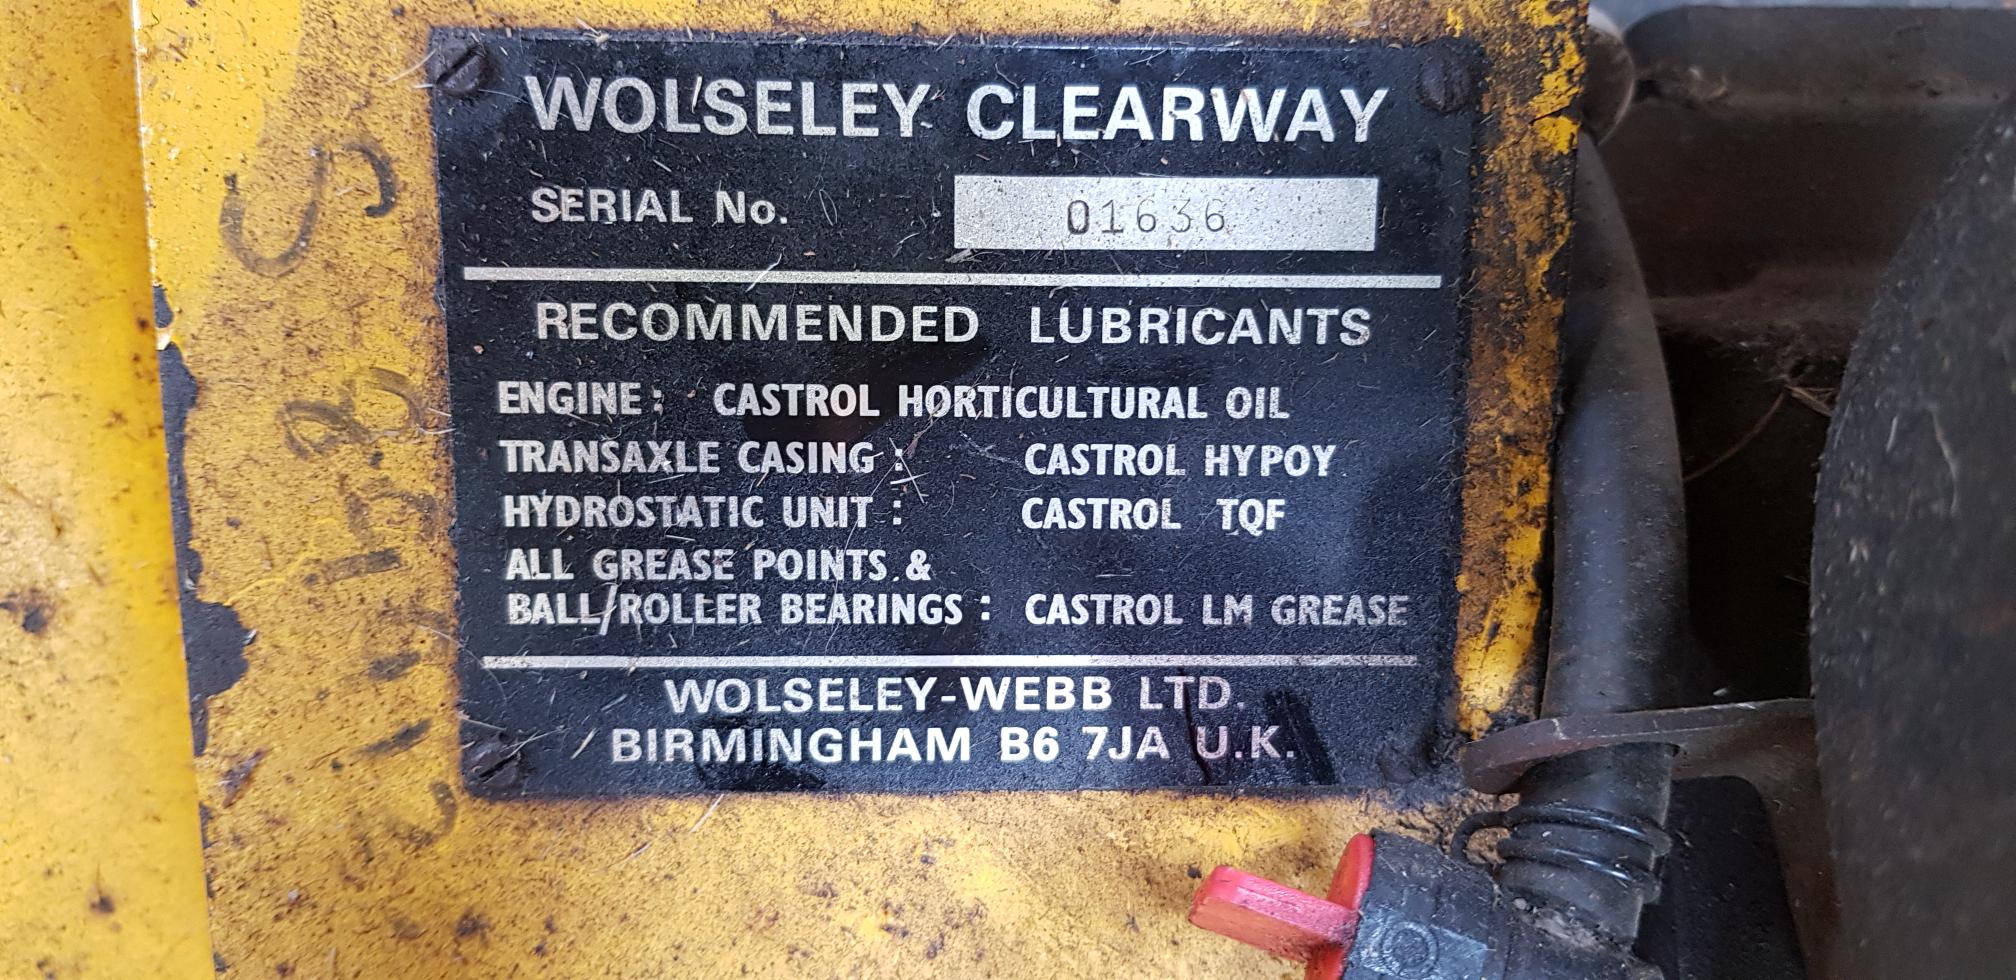 WOLSELEY CLEARWAY
SERIAL No. 01636
RECOMMENDED LUBRICANTS
ENGINE: CASTROL HORTICULTURAL OIL
TRANSAXLE CASING: CASTROL HYPOY
HYDROSTATIC UNIT: CASTROL TQF
ALL GREASE POINTS &
BALL/ROLLER BEARINGS: CASTROL LM GREASE
WOLSELEY-WEBB LTD.
BIRMINGHAM B6 7JA U.K.